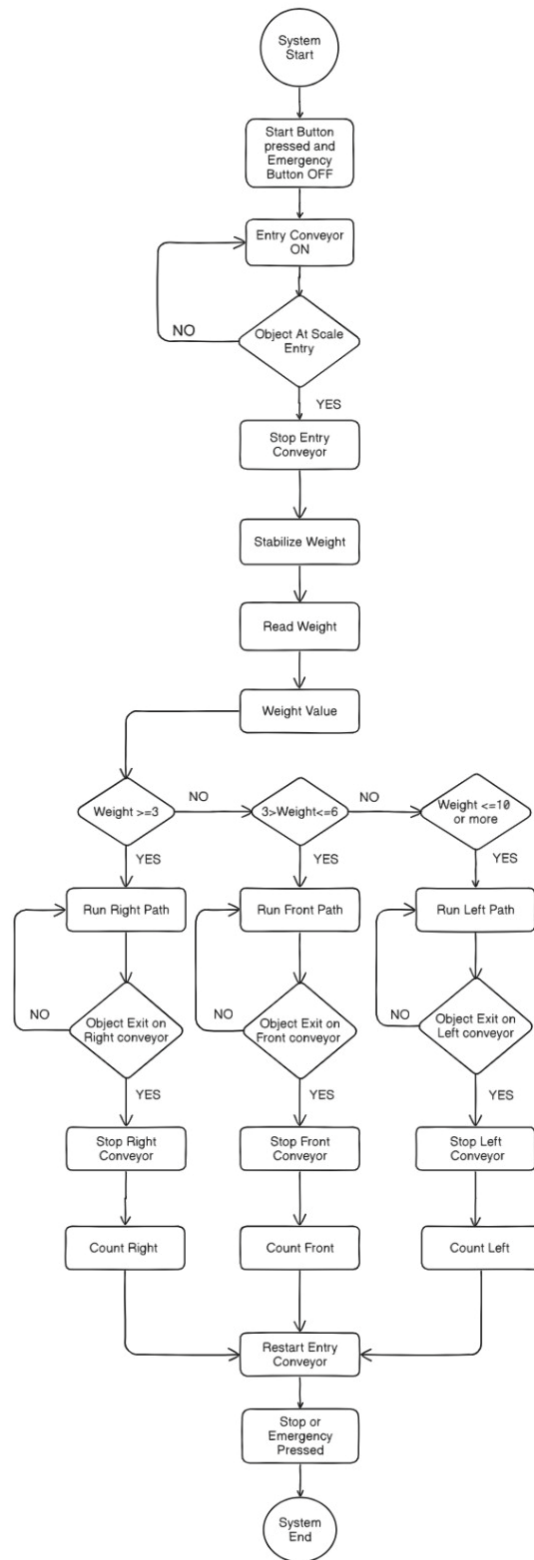 System
Start
Start Button
pressed and
Emergency
Button OFF
Entry Conveyor
ON
NO
Object At Scale
Entry
YES
Stop Entry
Conveyor
Stabilize Weight
Read Weight
Weight Value
Weight >=3
NO
3>Weight<=6
NO
Weight <=10
or more
YES
YES
YES
Run Right Path
Run Front Path
Run Left Path
NO
Object Exit on
Right conveyor
NO
Object Exit on
Front conveyor
NO
Object Exit on
Left conveyor
YES
YES
YES
Stop Right
Conveyor
Stop Front
Conveyor
Stop Left
Conveyor
Count Right
Count Front
Count Left
Restart Entry
Conveyor
Stop or
Emergency
Pressed
System
End